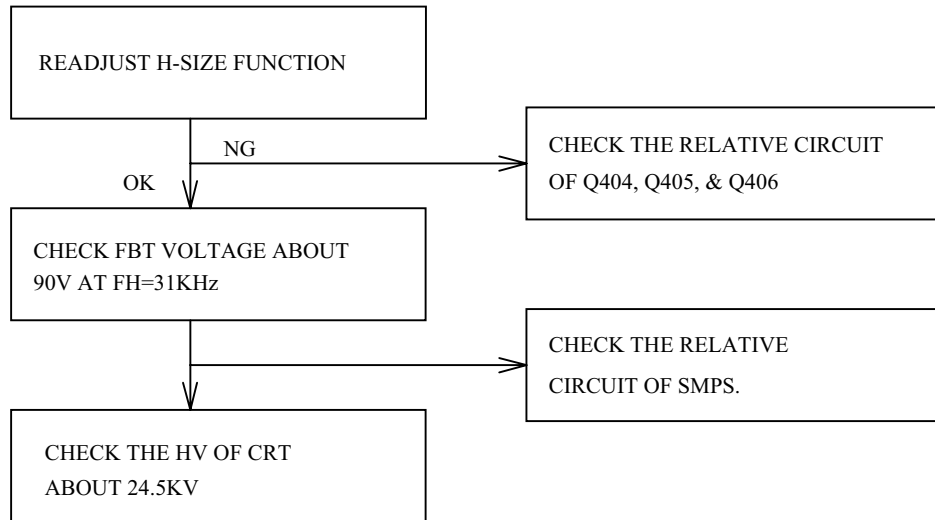 READJUST H-SIZE FUNCTION
NG
CHECK THE RELATIVE CIRCUIT
OF Q404, Q405, & Q406
OK
CHECK FBT VOLTAGE ABOUT
90V AT FH=31KHz
CHECK THE RELATIVE
CIRCUIT OF SMPS.
CHECK THE HV OF CRT
ABOUT 24.5KV